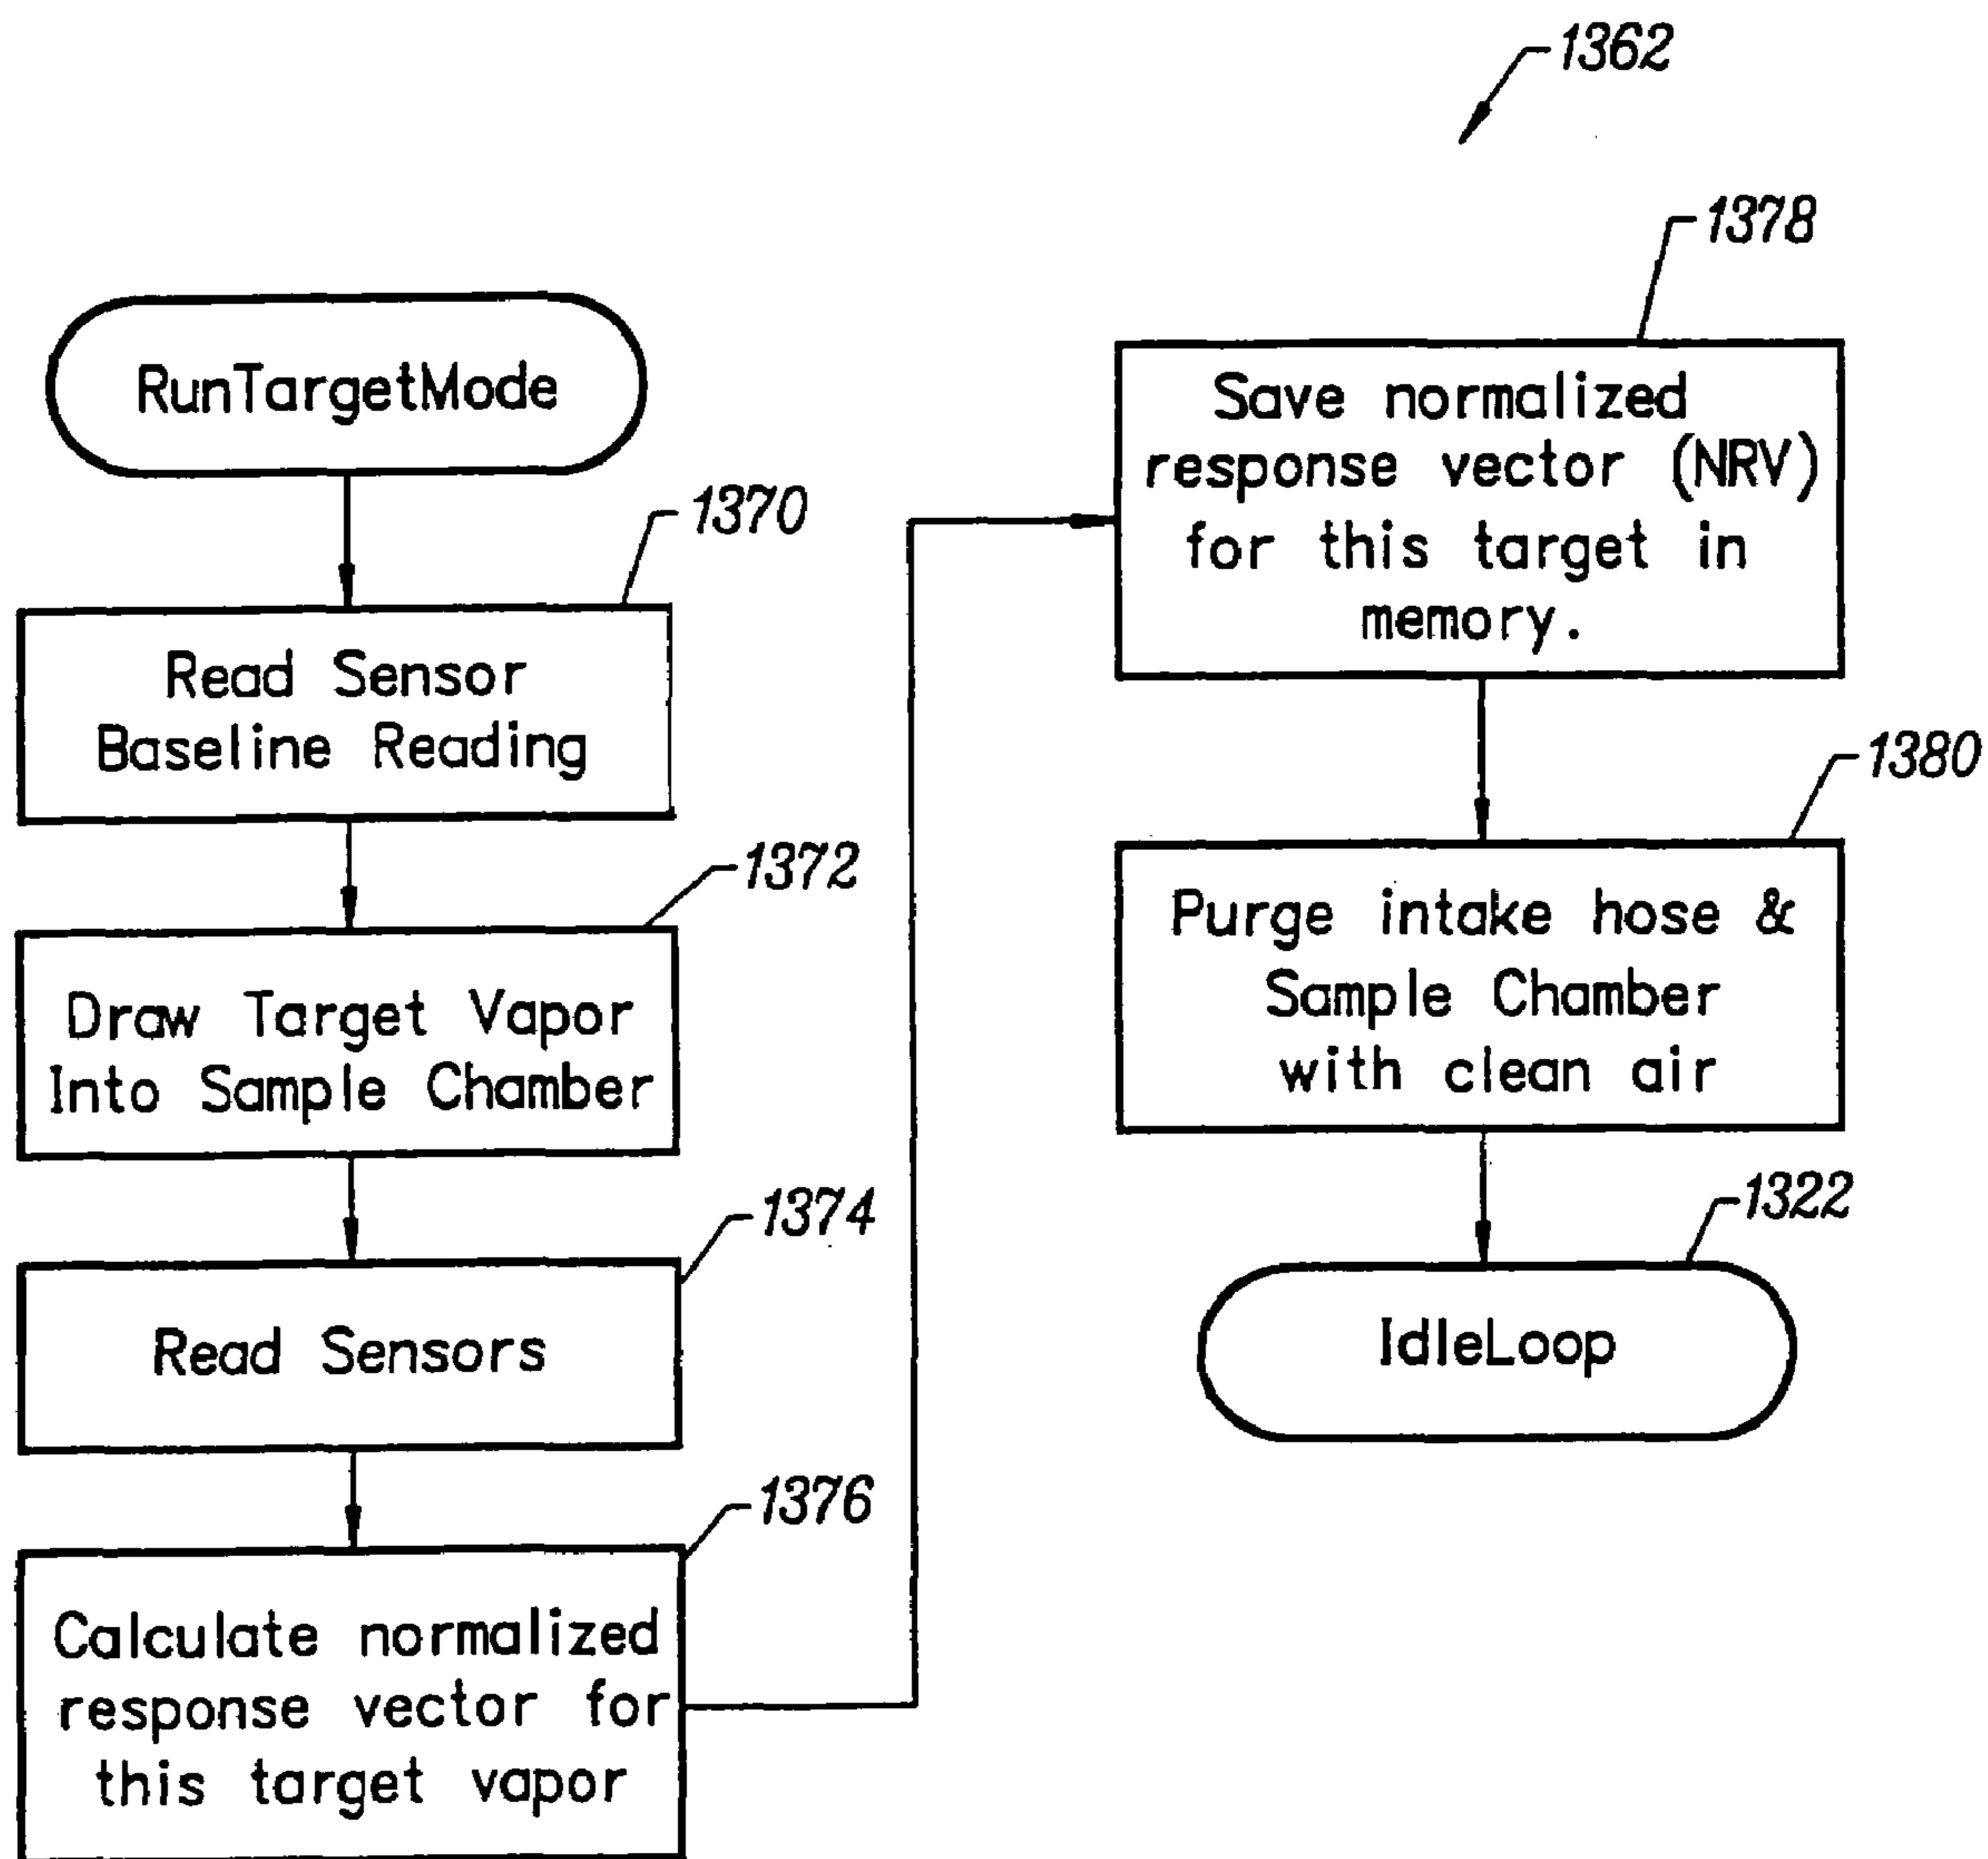 1362
RunTargetMode
1370
Read Sensor
Baseline Reading
1372
Draw Target Vapor
Into Sample Chamber
1374
Read Sensors
1376
Calculate normalized
response vector for
this target vapor
1378
Save normalized
response vector (NRV)
for this target in
memory.
1380
Purge intake hose &
Sample Chamber
with clean air
1322
IdleLoop